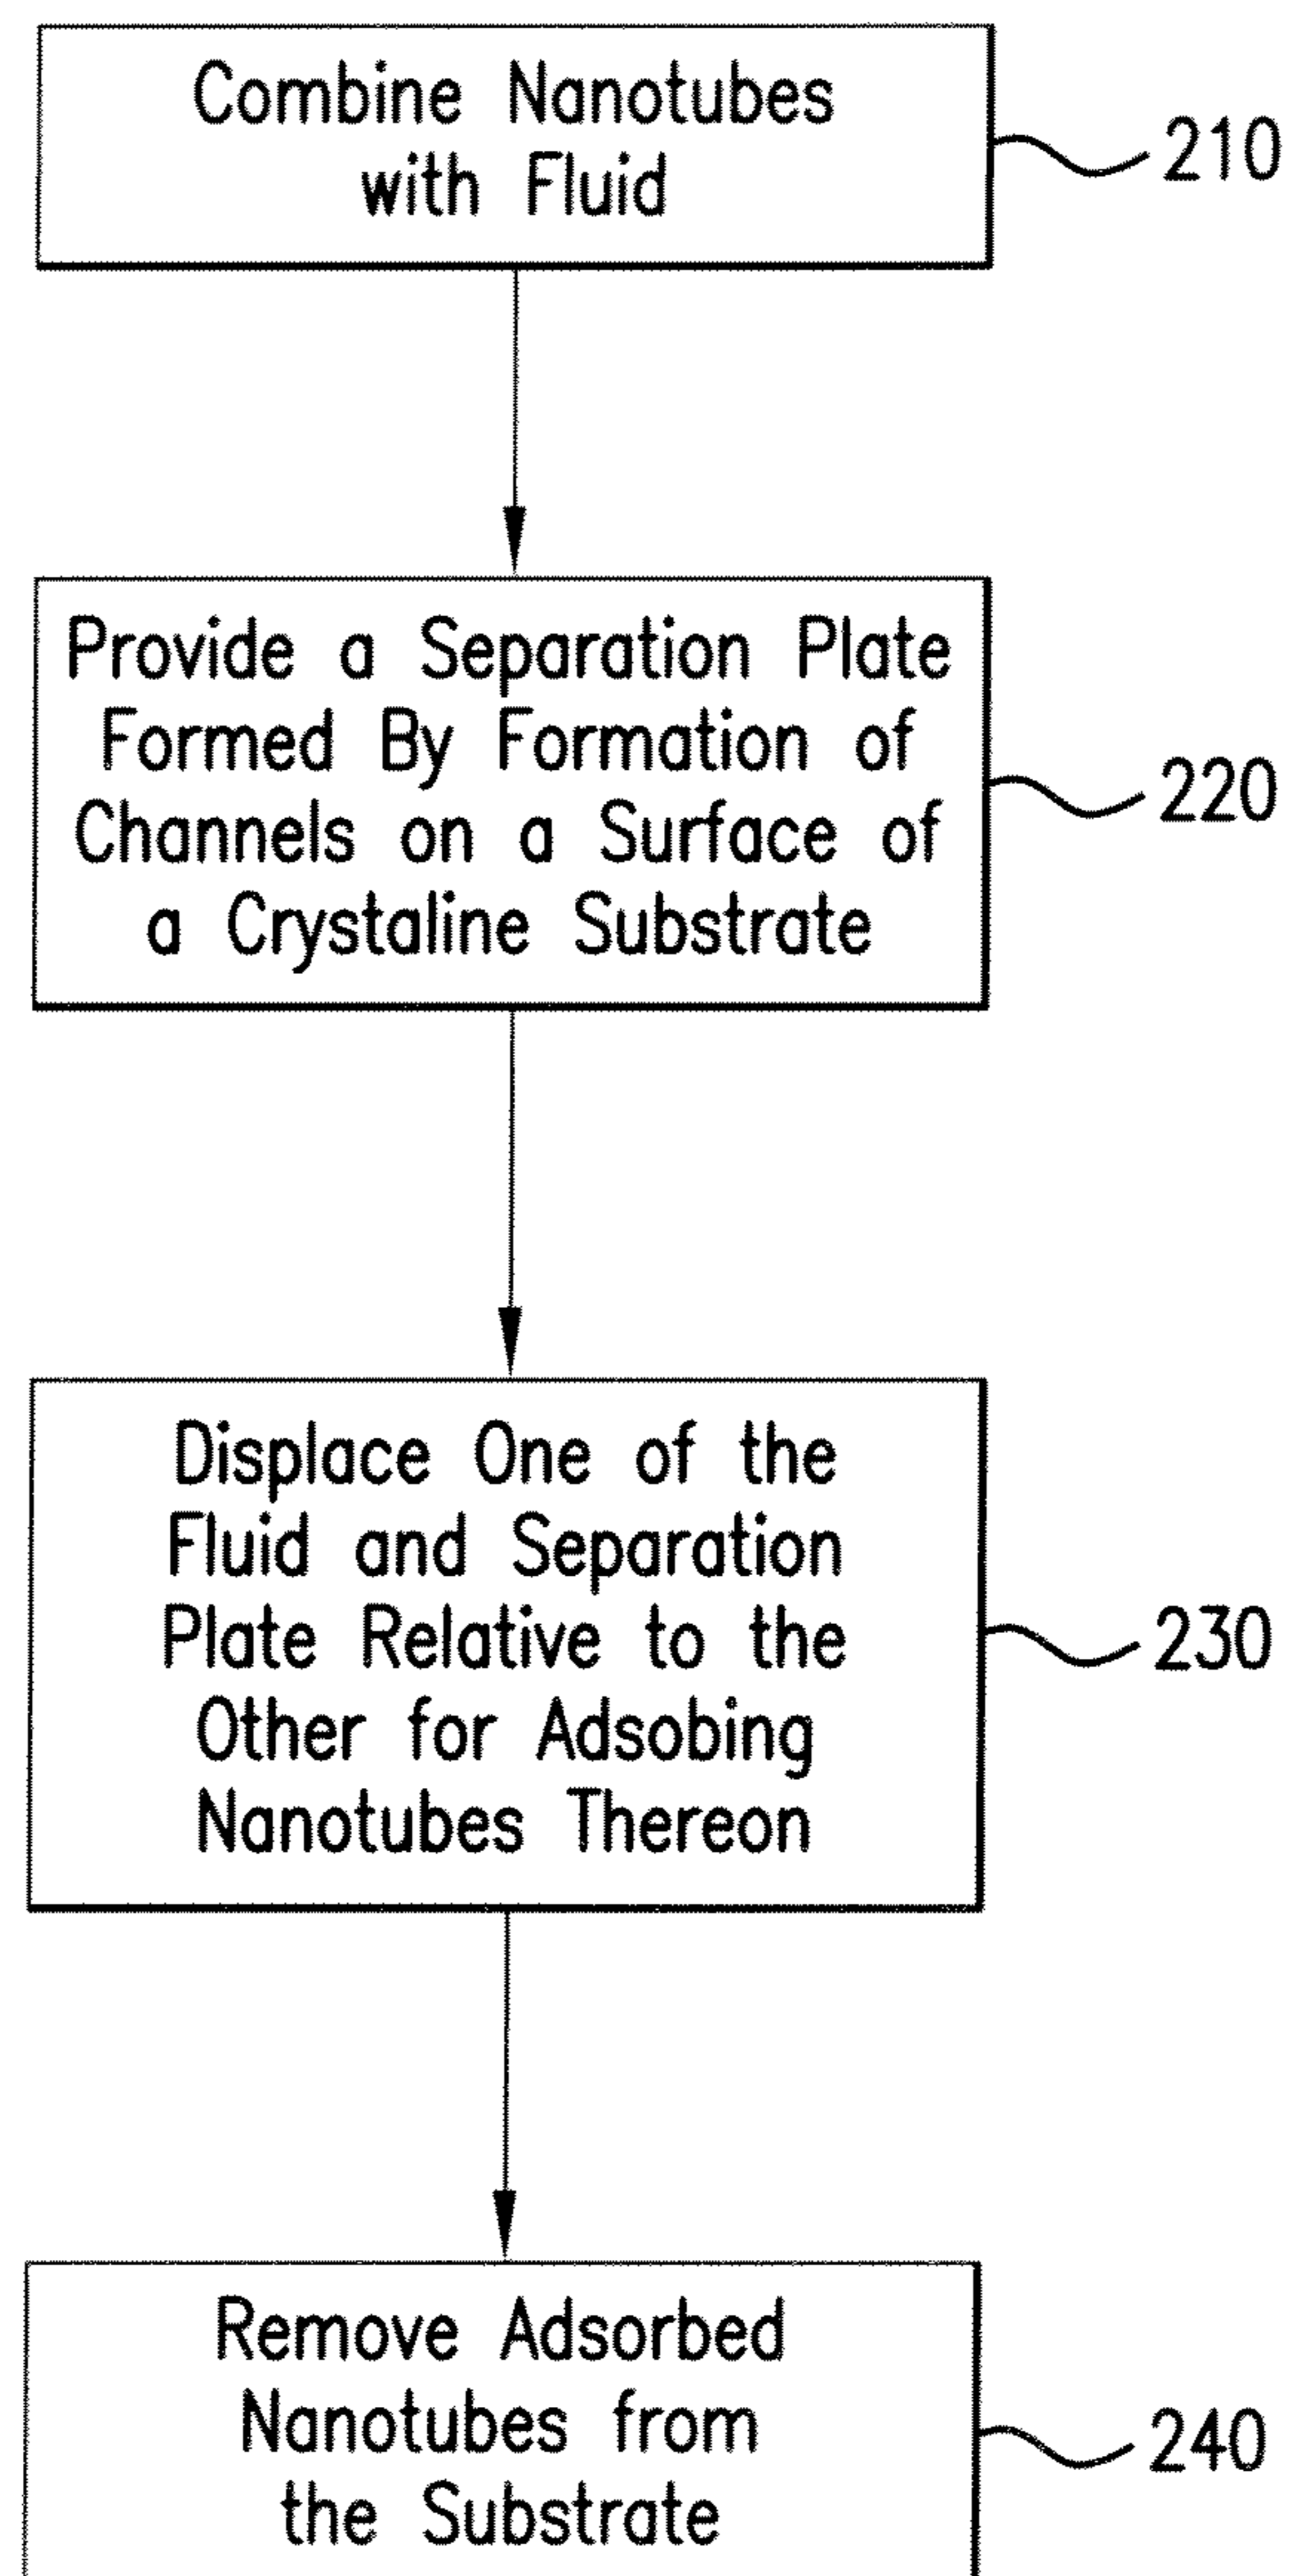 Combine Nanotubes
with Fluid
210
Provide a Separation Plate
Formed By Formation of
Channels on a Surface of
a Crystaline Substrate
220
Displace One of the
Fluid and Separation
Plate Relative to the
Other for Adsobing
Nanotubes Thereon
230
Remove Adsorbed
Nanotubes from
the Substrate
240